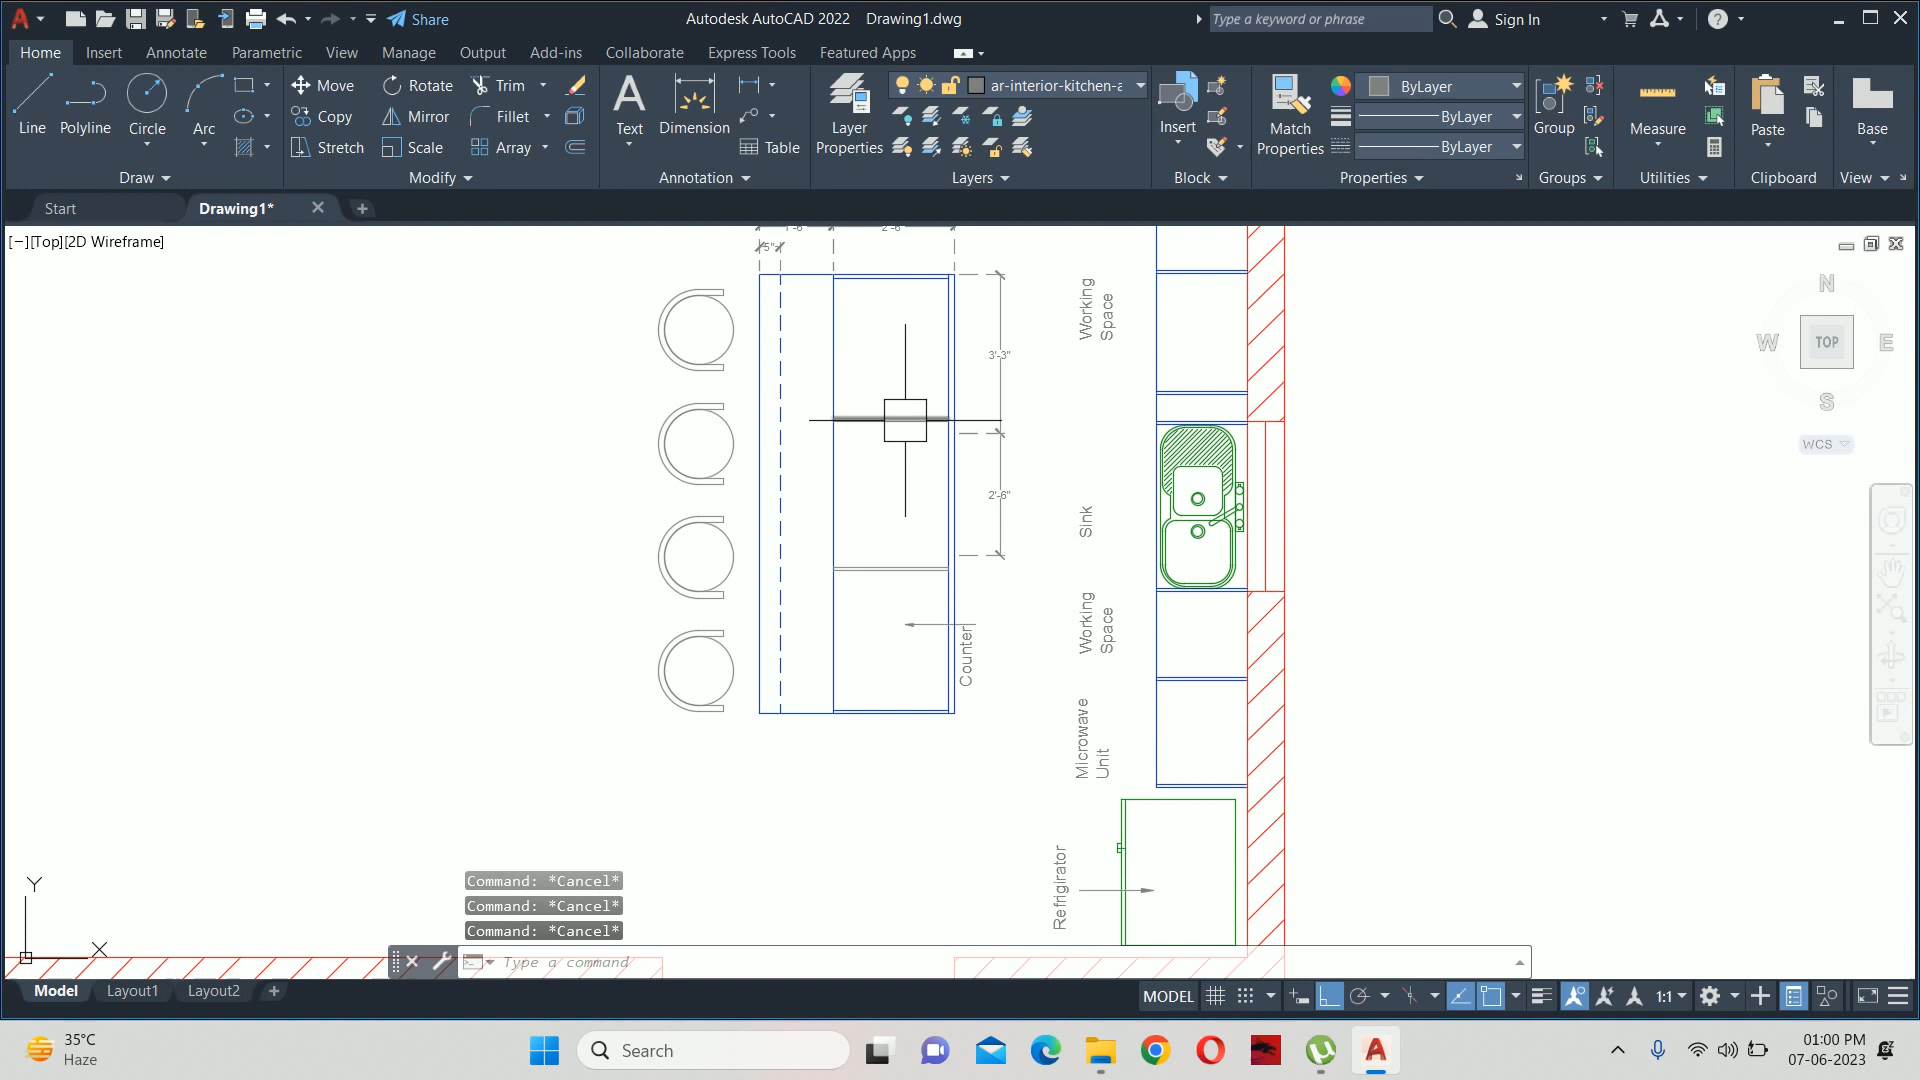 Share
Autodesk AutoCAD 2022 Drawing1.dwg
Type a keyword or phrase
Sign In
Home Insert Annotate Parametric View Manage Output Add-ins Collaborate Express Tools Featured Apps
Line
Polyline
Circle
Arc
Draw
Move Rotate Trim
Copy Mirror Fillet
Stretch Scale Array
Modify
Text
Dimension
Table
Annotation
Layer
Properties
ar-interior-kitchen-a
Layers
Insert
Block
Match
Properties
ByLayer
ByLayer
ByLayer
Properties
Group
Groups
Measure
Utilities
Paste
Clipboard
Base
View
Start Drawing1*
[−][Top][2D Wireframe]
5"
3'-3"
2'-6"
Counter
Working
Space
Sink
Working
Space
Microwave
Unit
Refrigirator
N
W TOP E
S
WCS
Y
X
Command: *Cancel*
Command: *Cancel*
Command: *Cancel*
Type a command
Model Layout1 Layout2
MODEL
1:1
35°C
Haze
Search
01:00 PM
07-06-2023